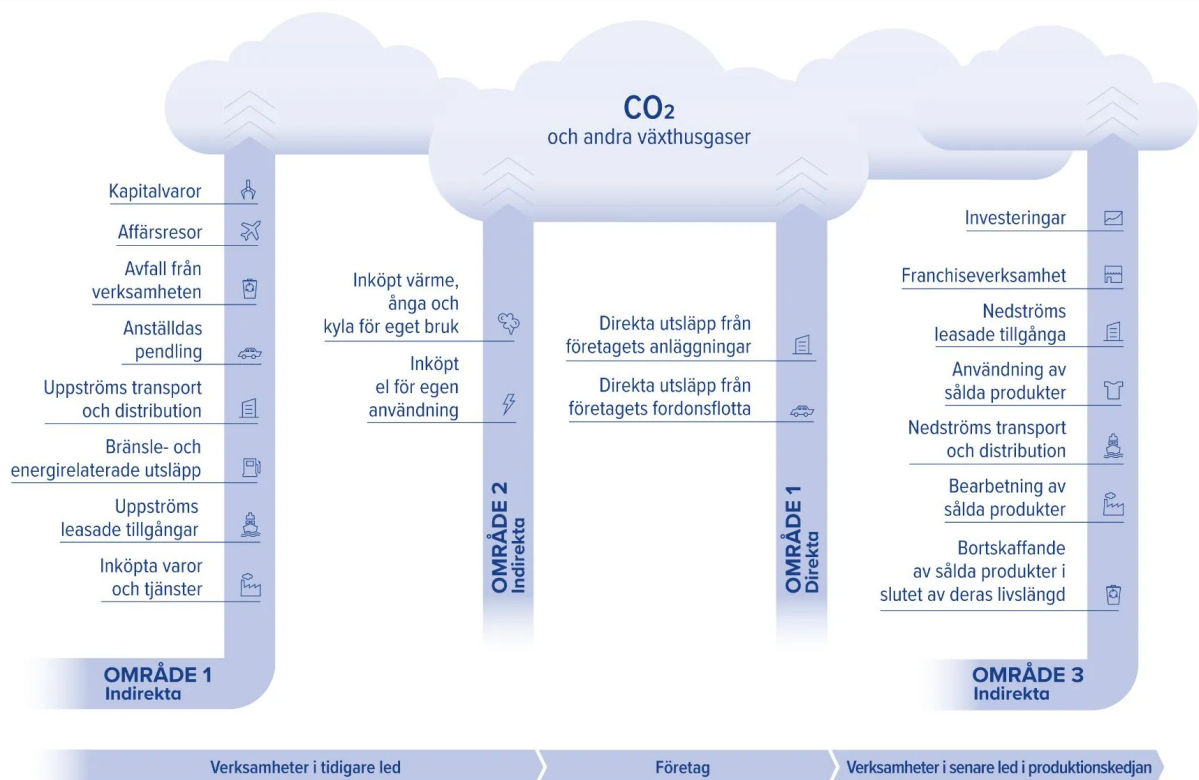 CO₂
och andra växthusgaser
Kapitalvaror
Affärsresor
Avfall från
verksamheten
Anställdas
pendling
Uppströms transport
och distribution
Bränsle- och
energirelaterade utsläpp
Uppströms
leasade tillgångar
Inköpta varor
och tjänster
OMRÅDE 1
Indirekta
Inköpt värme,
ånga och
kyla för eget bruk
Inköpt
el för egen
användning
OMRÅDE 2
Indirekta
Direkta utsläpp från
företagets anläggningar
Direkta utsläpp från
företagets fordonsflotta
OMRÅDE 1
Direkta
Investeringar
Franchiseverksamhet
Nedströms
leasade tillgånga
Användning av
sålda produkter
Nedströms transport
och distribution
Bearbetning av
sålda produkter
Bortskaffande
av sålda produkter i
slutet av deras livslängd
OMRÅDE 3
Indirekta
Verksamheter i tidigare led
Företag
Verksamheter i senare led i produktionskedjan